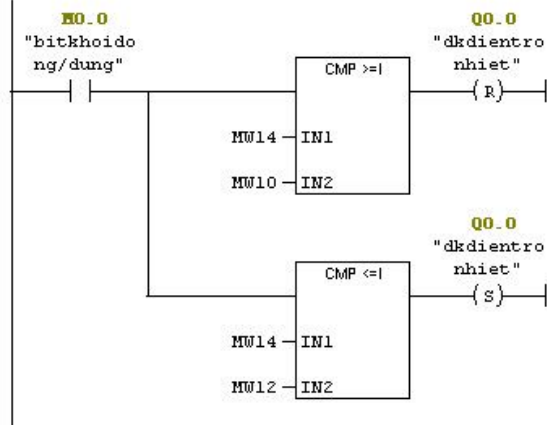 M0.0
"bitkhoido
ng/dung"
CMP >=I
Q0.0
"dkdientro
nhiet"
R
MW14 IN1
MW10 IN2
CMP <=I
Q0.0
"dkdientro
nhiet"
S
MW14 IN1
MW12 IN2